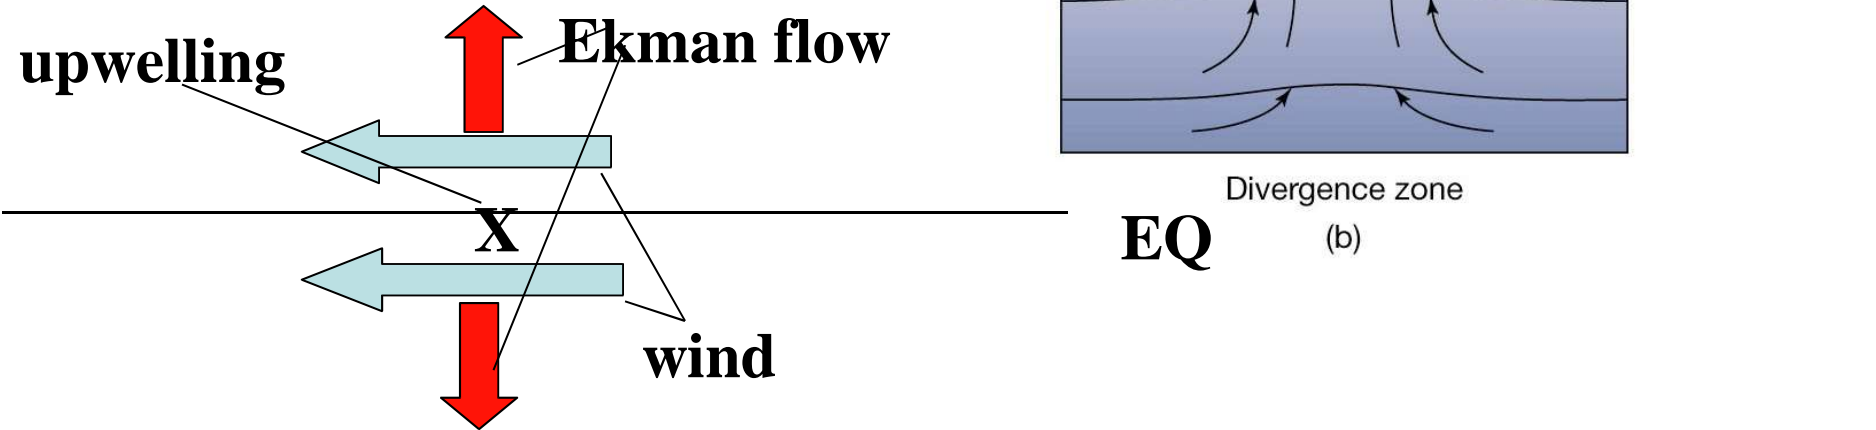 Ekman flow
upwelling
X
EQ
wind
Divergence zone
(b)